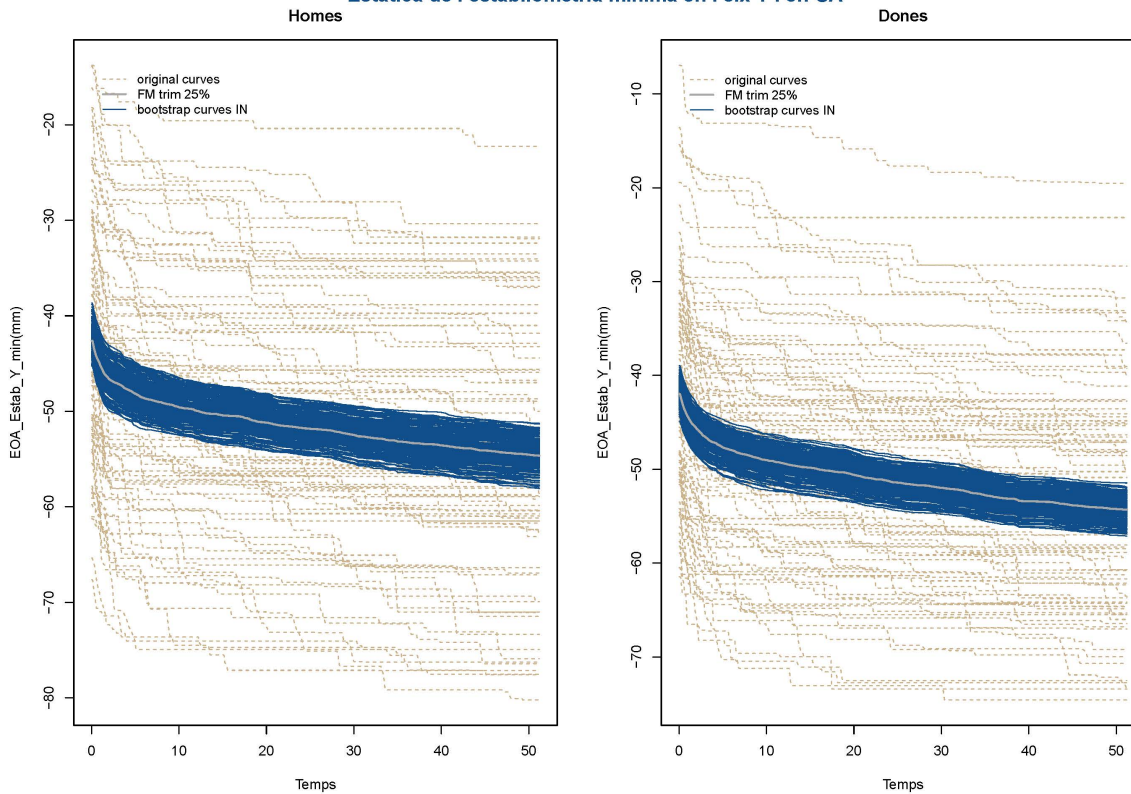 Homes
original curves
FM trim 25%
bootstrap curves IN
EOA_Estab_Y_min(mm)
-20
-30
-40
-50
-60
-70
-80
0 10 20 30 40 50
Temps
Dones
original curves
FM trim 25%
bootstrap curves IN
EOA_Estab_Y_min(mm)
-10
-20
-30
-40
-50
-60
-70
0 10 20 30 40 50
Temps